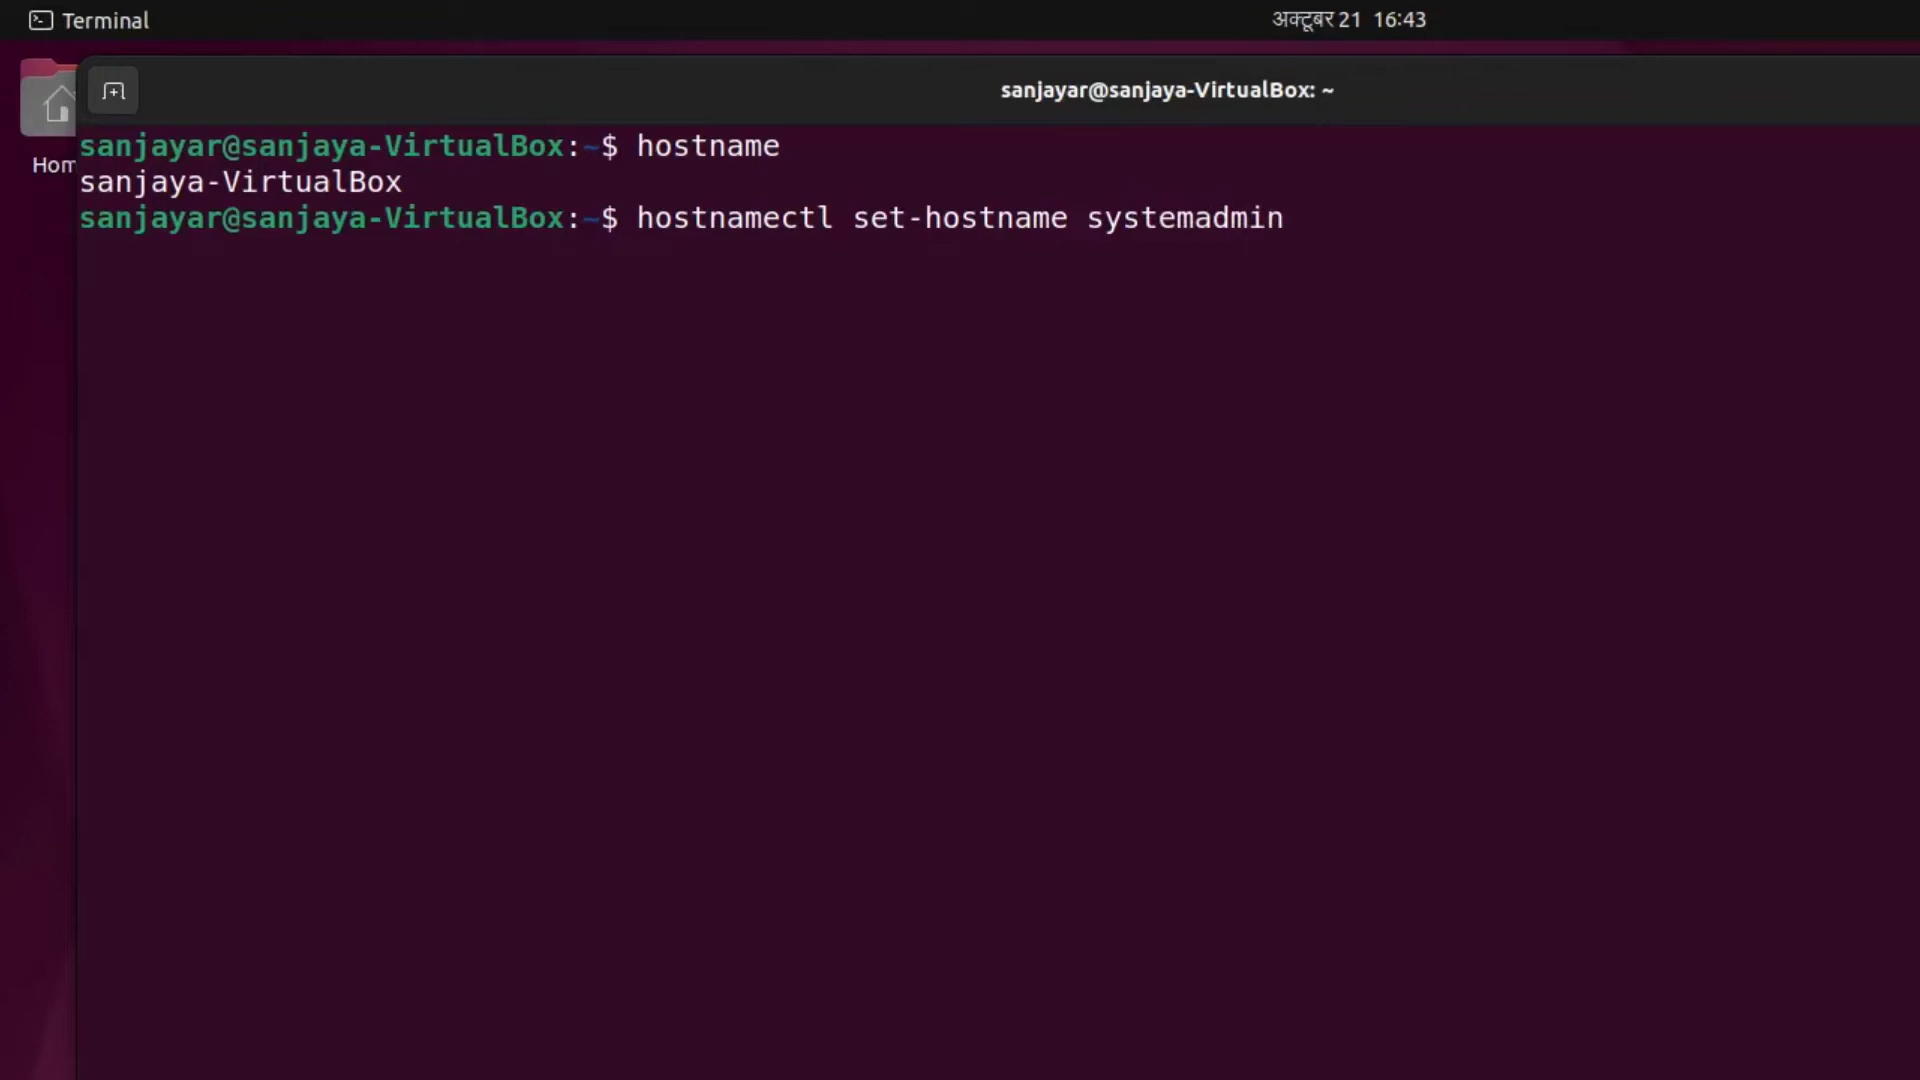 Terminal
अक्टूबर 21 16:43
sanjayar@sanjaya-VirtualBox: ~
Hom
sanjayar@sanjaya-VirtualBox:~$ hostname
sanjaya-VirtualBox
sanjayar@sanjaya-VirtualBox:~$ hostnamectl set-hostname systemadmin